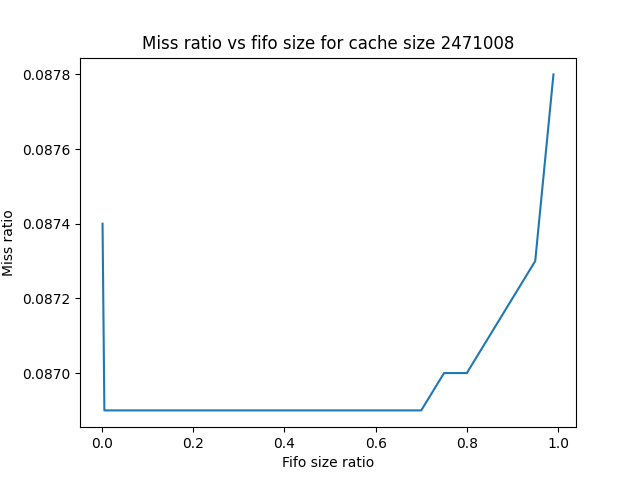 Miss ratio vs fifo size for cache size 2471008
0.0878
0.0876
0.0874
0.0872
0.0870
Miss ratio
0.0 0.2 0.4 0.6 0.8 1.0
Fifo size ratio